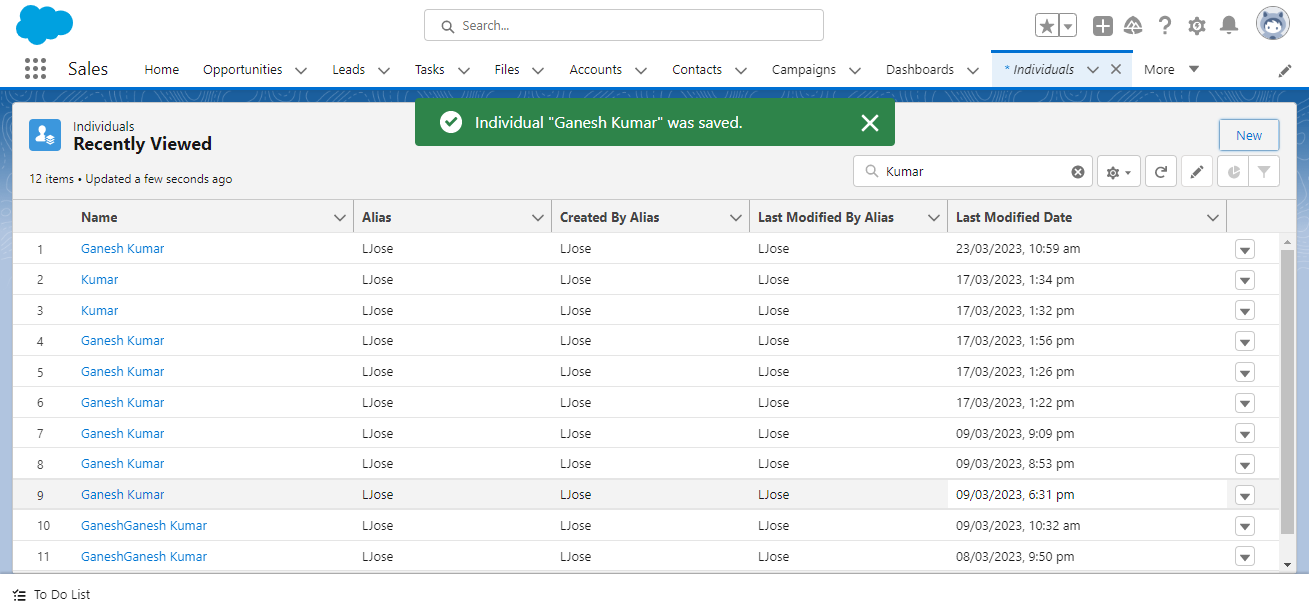 Search...
Sales Home Opportunities Leads Tasks Files Accounts Contacts Campaigns Dashboards * Individuals More
Individual "Ganesh Kumar" was saved.
Individuals
Recently Viewed
New
12 items • Updated a few seconds ago
Kumar
Name Alias Created By Alias Last Modified By Alias Last Modified Date
1 Ganesh Kumar LJose LJose LJose 23/03/2023, 10:59 am
2 Kumar LJose LJose LJose 17/03/2023, 1:34 pm
3 Kumar LJose LJose LJose 17/03/2023, 1:32 pm
4 Ganesh Kumar LJose LJose LJose 17/03/2023, 1:56 pm
5 Ganesh Kumar LJose LJose LJose 17/03/2023, 1:26 pm
6 Ganesh Kumar LJose LJose LJose 17/03/2023, 1:22 pm
7 Ganesh Kumar LJose LJose LJose 09/03/2023, 9:09 pm
8 Ganesh Kumar LJose LJose LJose 09/03/2023, 8:53 pm
9 Ganesh Kumar LJose LJose LJose 09/03/2023, 6:31 pm
10 GaneshGanesh Kumar LJose LJose LJose 09/03/2023, 10:32 am
11 GaneshGanesh Kumar LJose LJose LJose 08/03/2023, 9:50 pm
To Do List